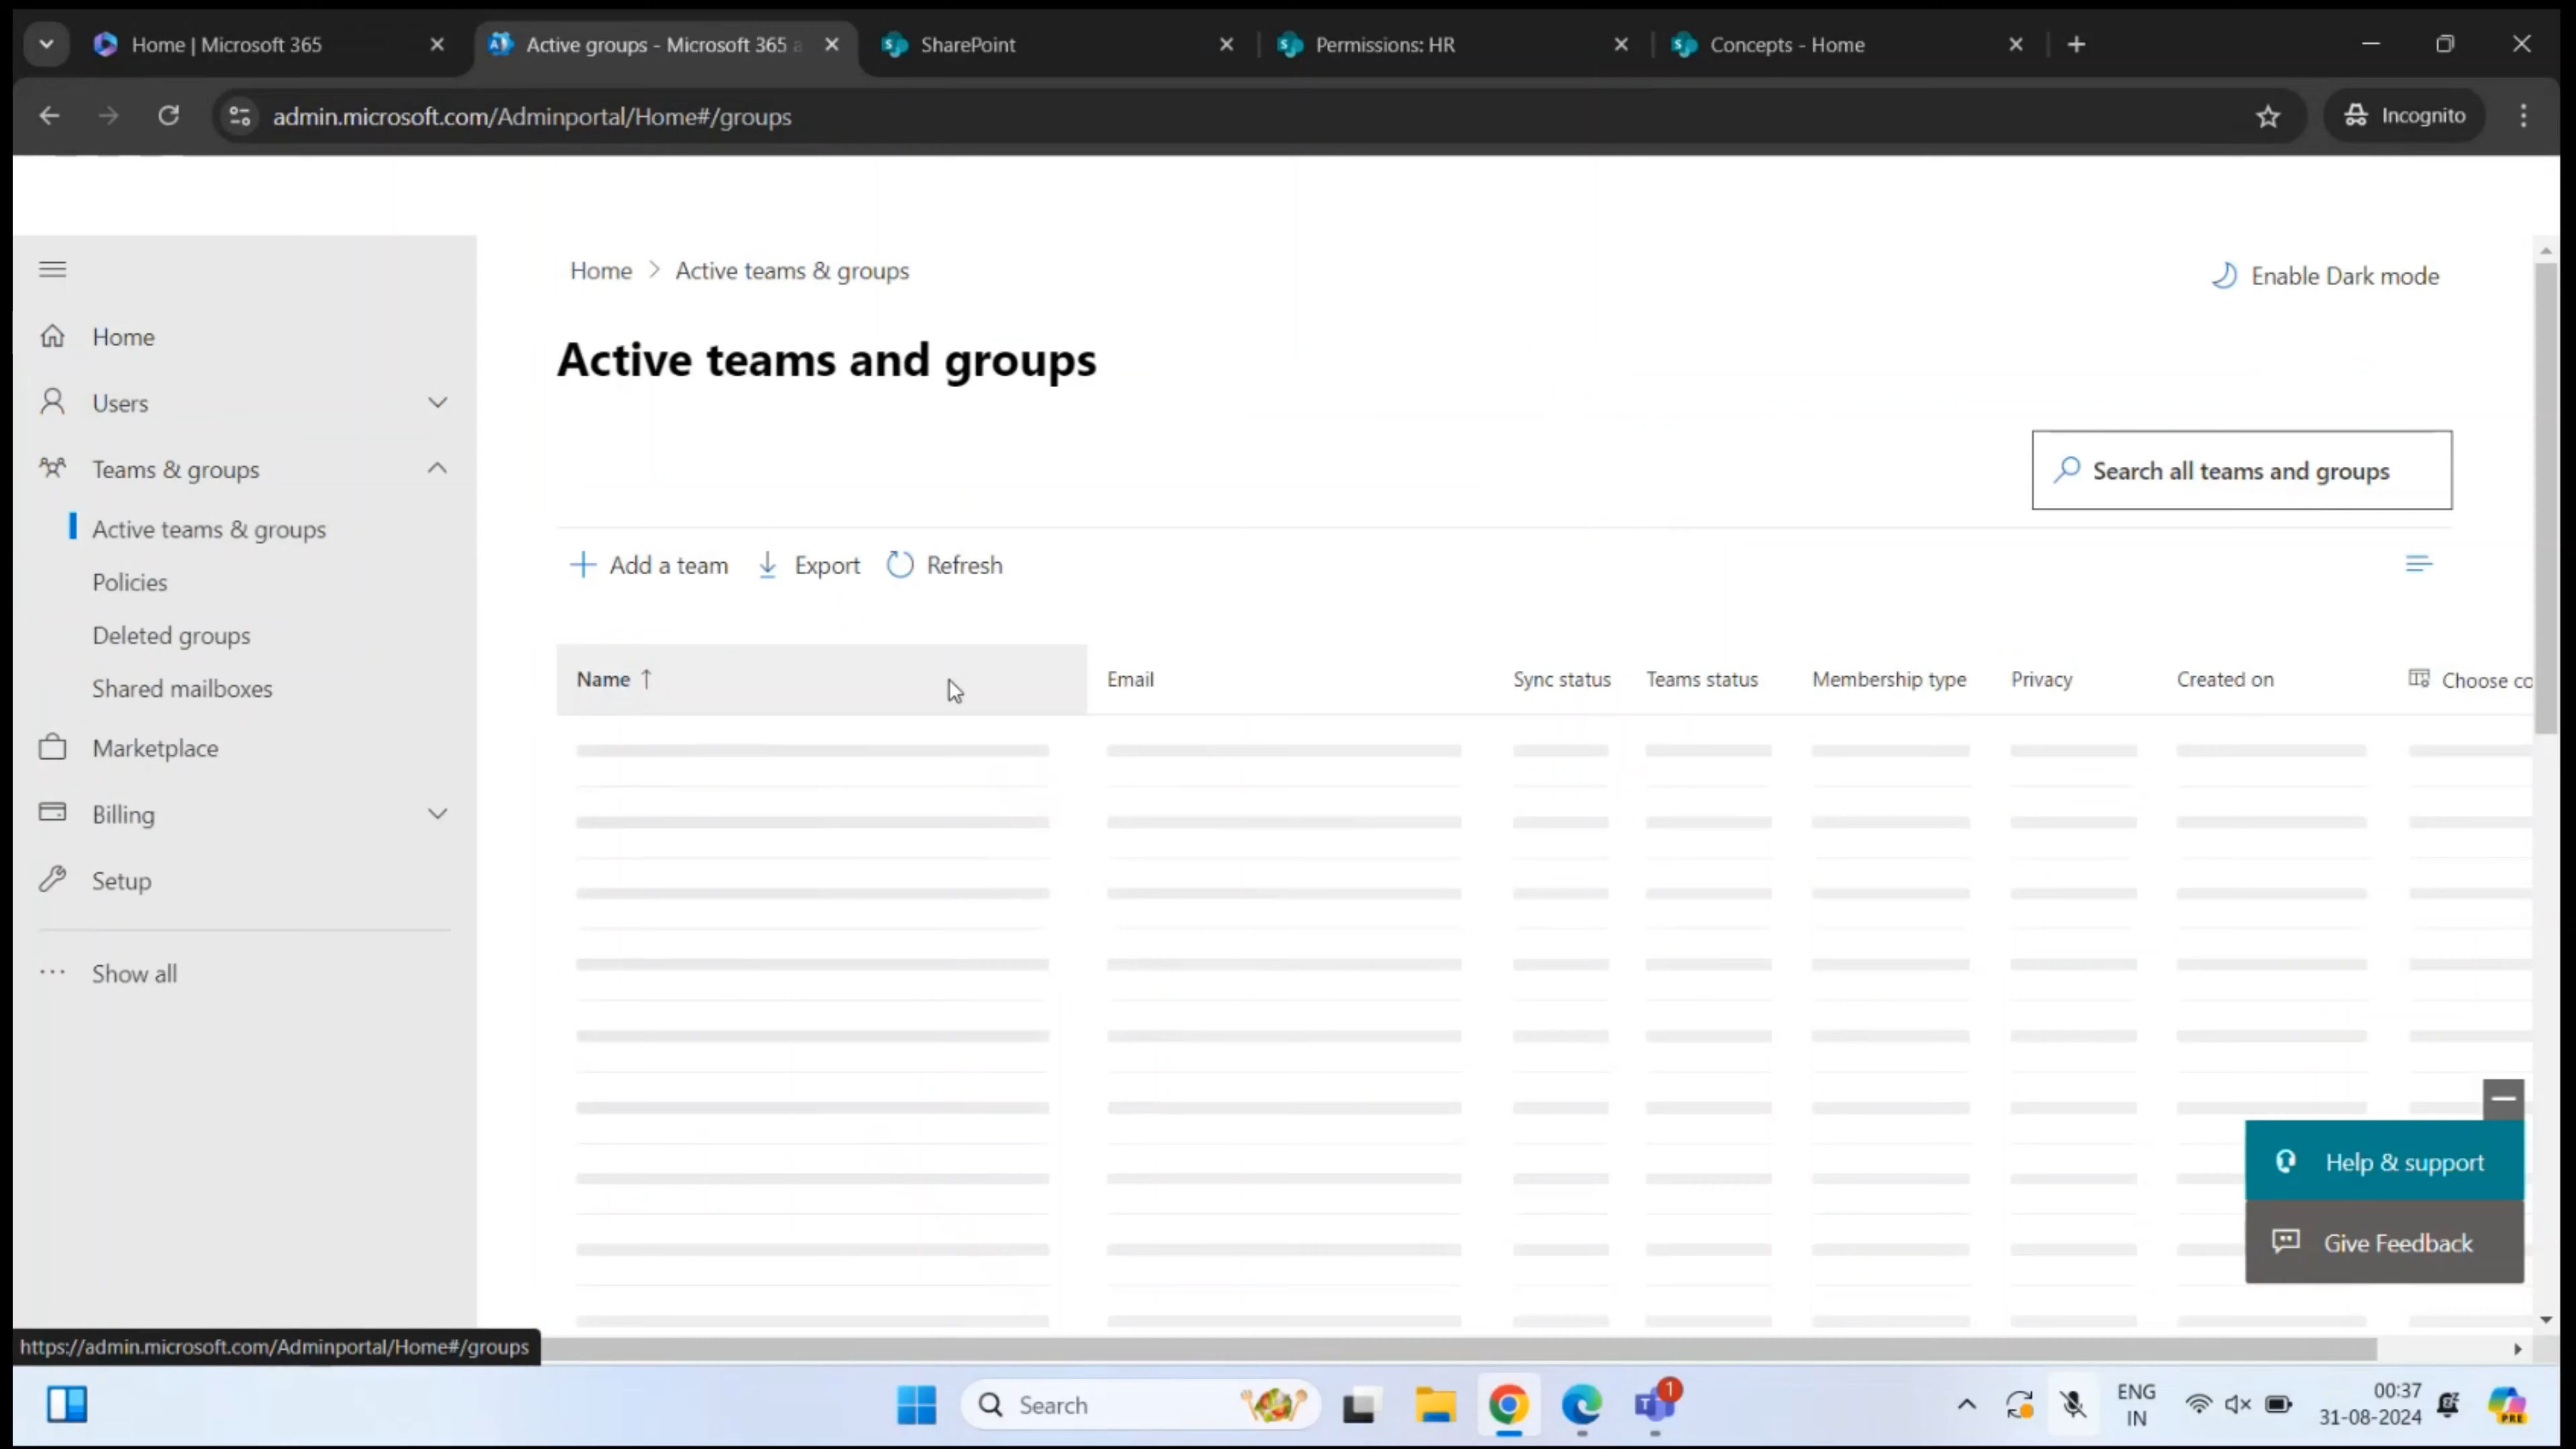 Home | Microsoft 365
Active groups - Microsoft 365 a
SharePoint
Permissions: HR
Concepts - Home
admin.microsoft.com/Adminportal/Home#/groups
Incognito
Home
Users
Teams & groups
Active teams & groups
Policies
Deleted groups
Shared mailboxes
Marketplace
Billing
Setup
Show all
Home > Active teams & groups
Enable Dark mode
Active teams and groups
Search all teams and groups
Add a team
Export
Refresh
Name ↑
Email
Sync status
Teams status
Membership type
Privacy
Created on
Choose co
Help & support
Give Feedback
https://admin.microsoft.com/Adminportal/Home#/groups
Search
1
ENG
IN
00:37
31-08-2024
PRE